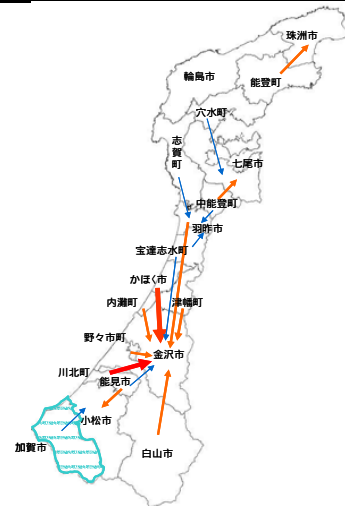 珠洲市
輪島市
能登町
穴水町
志賀町
七尾市
中能登町
羽昨市
宝達志水町
かほく市
内灘町
津幡町
野々市町
金沢市
川北町
能見市
小松市
加賀市
白山市